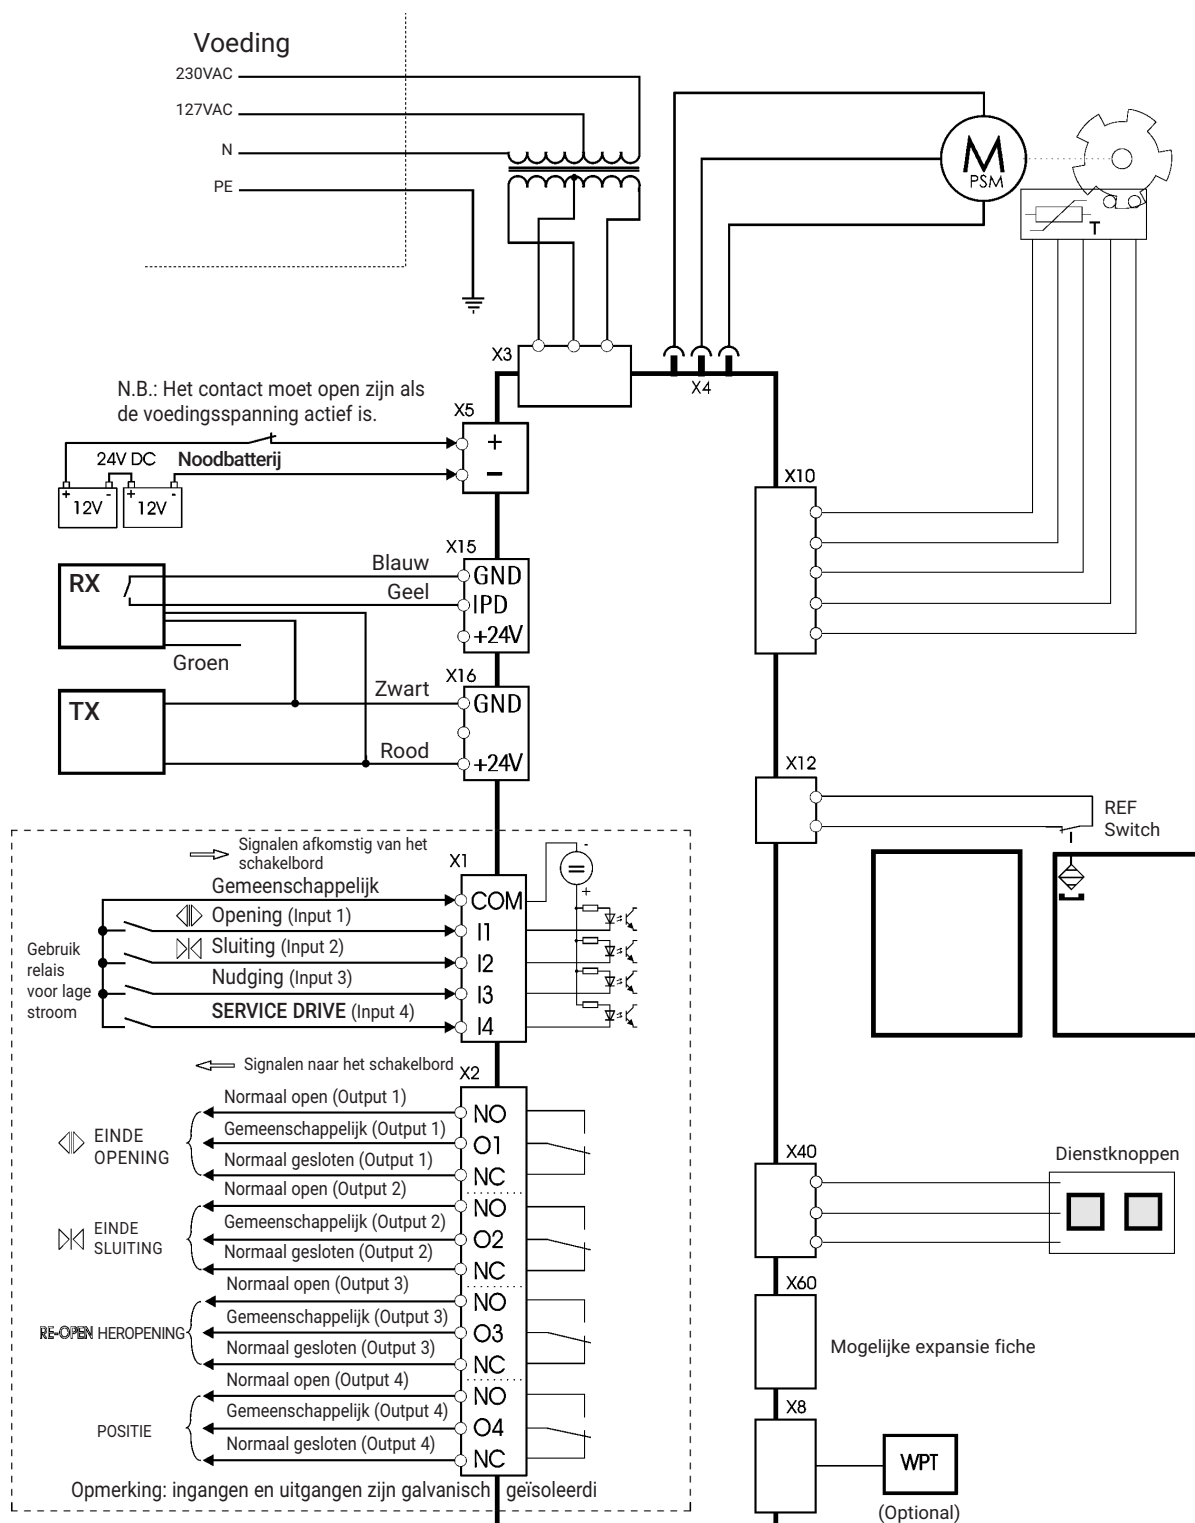 Voeding
230VAC
127VAC
N
PE
M
PSM
T
X3
X4
N.B.: Het contact moet open zijn als
de voedingsspanning actief is.
X5
+
−
24V DC
Noodbatterij
+ -
12V
+ -
12V
X10
X15
RX
Blauw
GND
Geel
IPD
+24V
Groen
X16
TX
Zwart
GND
Rood
+24V
X12
REF
Switch
Signalen afkomstig van het
schakelbord
X1
-
=
+
Gemeenschappelijk
COM
Opening (Input 1)
I1
Sluiting (Input 2)
I2
Nudging (Input 3)
I3
SERVICE DRIVE (Input 4)
I4
Gebruik
relais
voor lage
stroom
Signalen naar het schakelbord
X2
Normaal open (Output 1)
NO
Gemeenschappelijk (Output 1)
O1
Normaal gesloten (Output 1)
NC
EINDE
OPENING
Normaal open (Output 2)
NO
Gemeenschappelijk (Output 2)
O2
Normaal gesloten (Output 2)
NC
EINDE
SLUITING
Normaal open (Output 3)
NO
Gemeenschappelijk (Output 3)
O3
Normaal gesloten (Output 3)
NC
RE-OPEN HEROPENING
Normaal open (Output 4)
NO
Gemeenschappelijk (Output 4)
O4
Normaal gesloten (Output 4)
NC
POSITIE
Opmerking: ingangen en uitgangen zijn galvanisch geïsoleerdi
X40
Dienstknoppen
X60
Mogelijke expansie fiche
X8
WPT
(Optional)